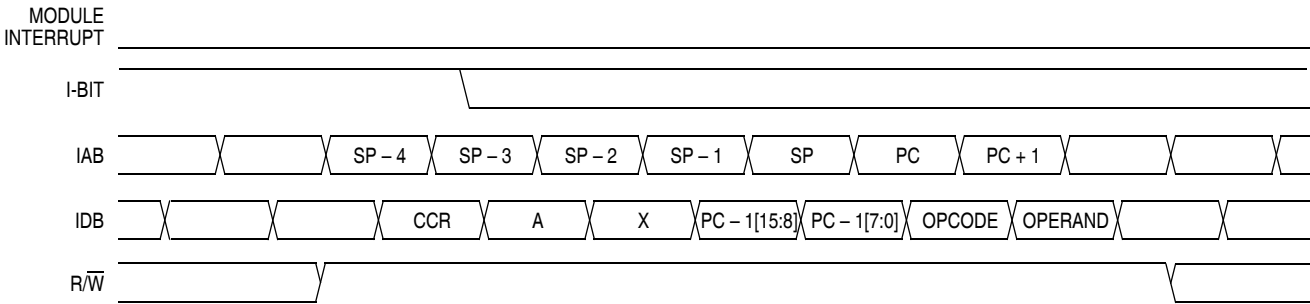 MODULE
INTERRUPT
I-BIT
IAB SP – 4 SP – 3 SP – 2 SP – 1 SP PC PC + 1
IDB CCR A X PC – 1[15:8] PC – 1[7:0] OPCODE OPERAND
R/W̅